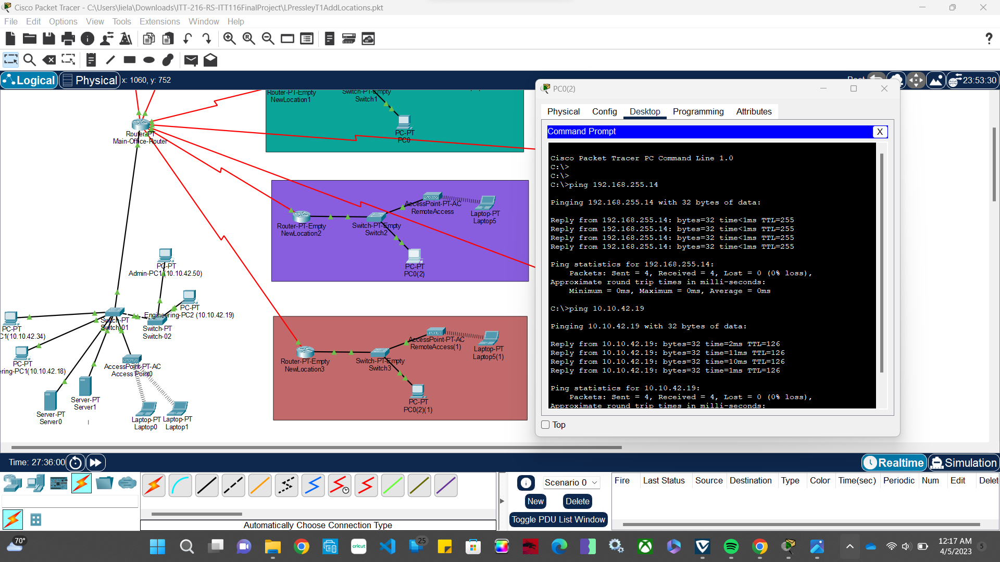 Cisco Packet Tracer - C:\Users\liela\Downloads\ITT-216-RS-ITT116FinalProject\LPressleyT1AddLocations.pkt
File Edit Options View Tools Extensions Window Help
Logical Physical x: 1060, y: 752
23:53:30
Router-PT-Empty
NewLocation1
Switch-PT-Empty
Switch1
PC-PT
PC0
Router-PT
Main-Office-Router
AccessPoint-PT-AC
RemoteAccess
Laptop-PT
Laptop5
Router-PT-Empty
NewLocation2
Switch-PT-Empty
Switch2
PC-PT
PC0(2)
PC-PT
Admin-PC1(10.10.42.50)
PC-PT
Engineering-PC2 (10.10.42.19)
Switch-PT
Switch-01
Switch-PT
Switch-02
PC-PT
C1(10.10.42.34)
PC-PT
ring-PC1(10.10.42.18)
AccessPoint-PT-AC
Access Point0
Server-PT
Server1
Server-PT
Server0
Laptop-PT
Laptop0
Laptop-PT
Laptop1
AccessPoint-PT-AC
RemoteAccess(1)
Laptop-PT
Laptop5(1)
Router-PT-Empty
NewLocation3
Switch-PT-Empty
Switch3
PC-PT
PC0(2)(1)
PC0(2)
Physical Config Desktop Programming Attributes
Command Prompt X
Cisco Packet Tracer PC Command Line 1.0
C:\>
C:\>
C:\>ping 192.168.255.14
Pinging 192.168.255.14 with 32 bytes of data:
Reply from 192.168.255.14: bytes=32 time<1ms TTL=255
Reply from 192.168.255.14: bytes=32 time<1ms TTL=255
Reply from 192.168.255.14: bytes=32 time<1ms TTL=255
Reply from 192.168.255.14: bytes=32 time<1ms TTL=255
Ping statistics for 192.168.255.14:
Packets: Sent = 4, Received = 4, Lost = 0 (0% loss),
Approximate round trip times in milli-seconds:
Minimum = 0ms, Maximum = 0ms, Average = 0ms
C:\>ping 10.10.42.19
Pinging 10.10.42.19 with 32 bytes of data:
Reply from 10.10.42.19: bytes=32 time=2ms TTL=126
Reply from 10.10.42.19: bytes=32 time=11ms TTL=126
Reply from 10.10.42.19: bytes=32 time=10ms TTL=126
Reply from 10.10.42.19: bytes=32 time=1ms TTL=126
Ping statistics for 10.10.42.19:
Packets: Sent = 4, Received = 4, Lost = 0 (0% loss),
Approximate round trip times in milli-seconds:
Top
Time: 27:36:00
Realtime Simulation
Scenario 0
New Delete
Toggle PDU List Window
Fire Last Status Source Destination Type Color Time(sec) Periodic Num Edit Delet
Automatically Choose Connection Type
70°
cricut
25
12:17 AM
4/5/2023
5